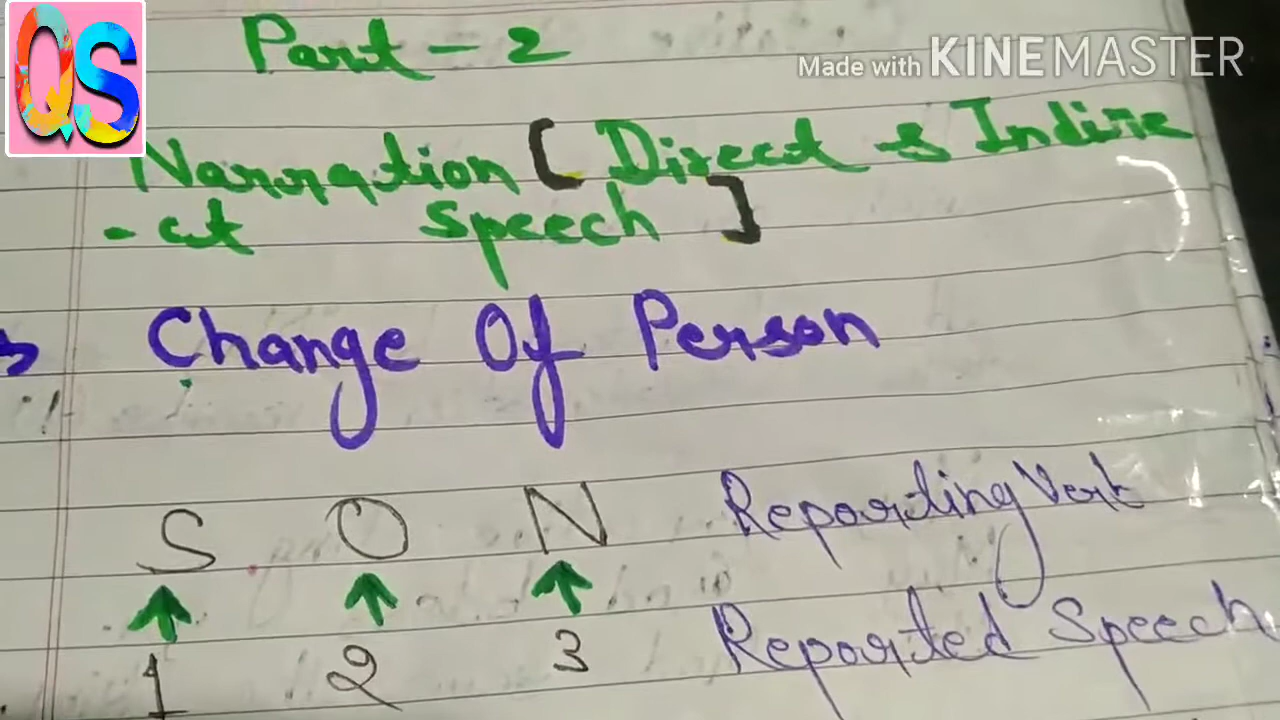 QS
Made with KINEMASTER
Part - 2
Narration [ Direct & Indire
- ct speech ]
Change Of Person
S O N Reporting Verb
↑ ↑ ↑
1 2 3 Reported Speech